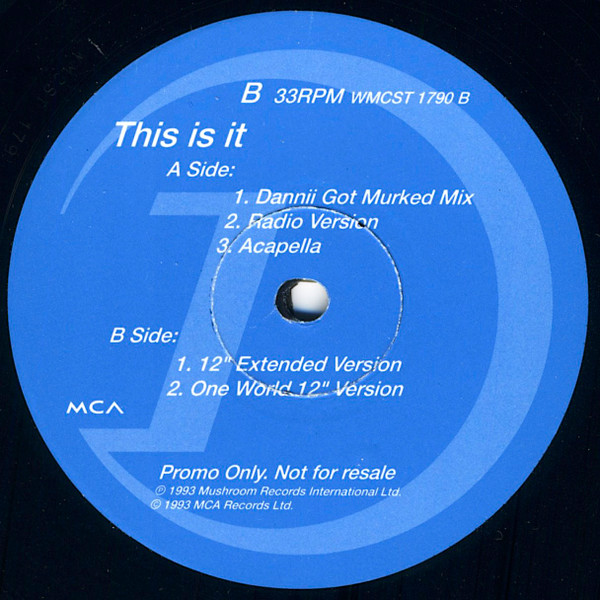 B 33RPM WMCST 1790 B
This is it
A Side:
1. Dannii Got Murked Mix
2. Radio Version
3. Acapella
B Side:
1. 12" Extended Version
2. One World 12" Version
MCA
Promo Only. Not for resale
℗ 1993 Mushroom Records International Ltd.
© 1993 MCA Records Ltd.